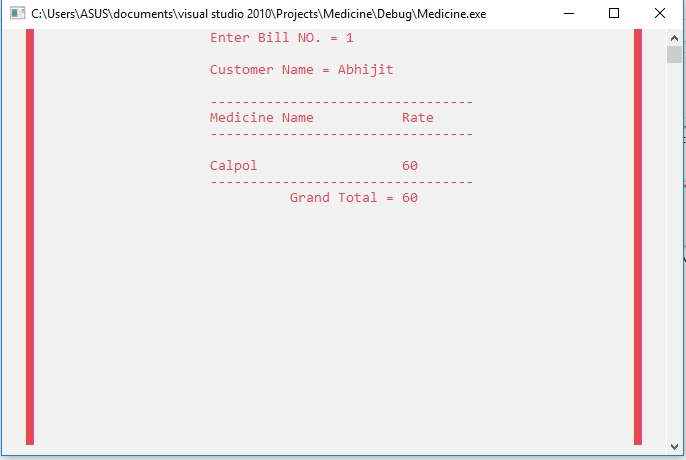 C:\Users\ASUS\documents\visual studio 2010\Projects\Medicine\Debug\Medicine.exe
Enter Bill NO. = 1
Customer Name = Abhijit
---------------------------------
Medicine Name           Rate
---------------------------------
Calpol                  60
---------------------------------
Grand Total = 60